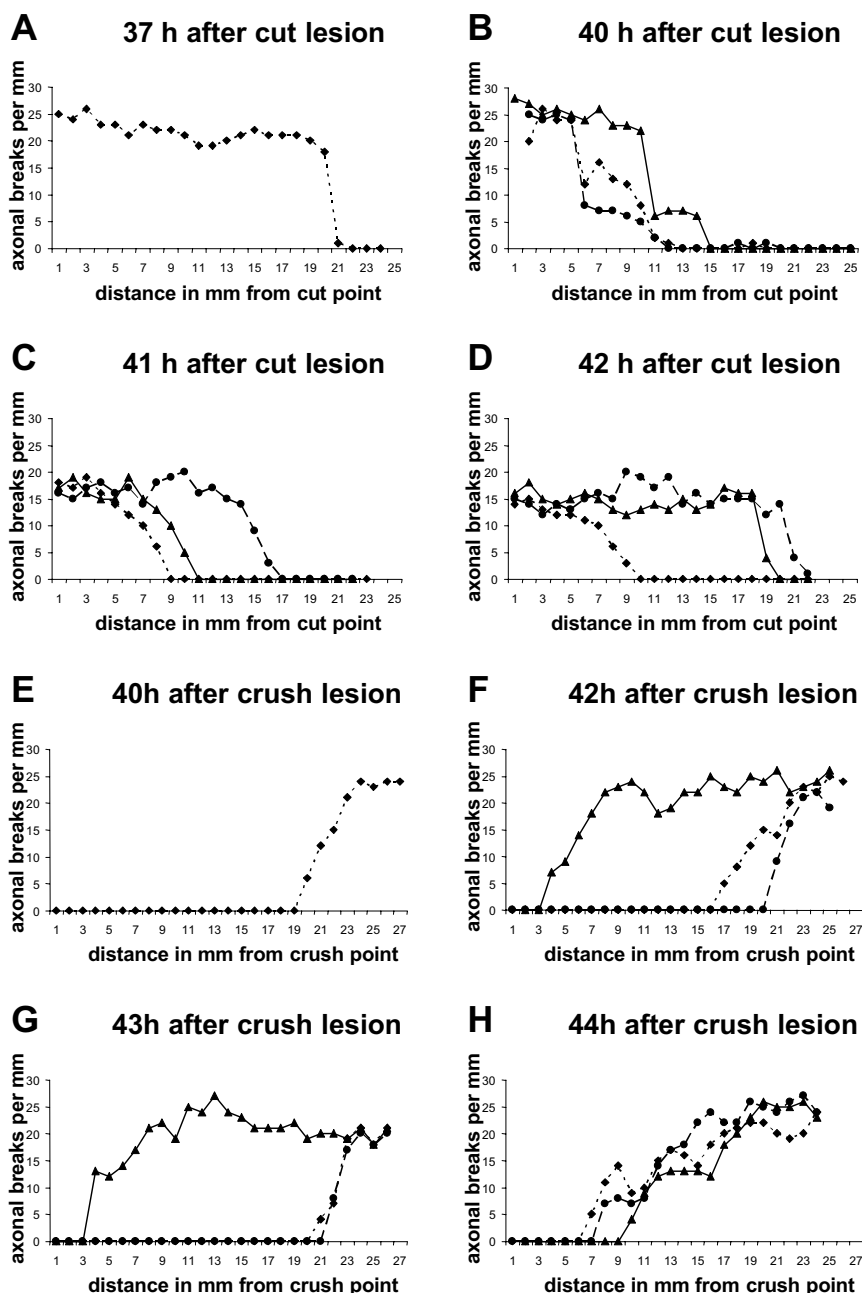 A 37 h after cut lesion
axonal breaks per mm
30
25
20
15
10
5
0
1 3 5 7 9 11 13 15 17 19 21 23 25
distance in mm from cut point
B 40 h after cut lesion
axonal breaks per mm
30
25
20
15
10
5
0
1 3 5 7 9 11 13 15 17 19 21 23 25
distance in mm from cut point
C 41 h after cut lesion
axonal breaks per mm
30
25
20
15
10
5
0
1 3 5 7 9 11 13 15 17 19 21 23 25
distance in mm from cut point
D 42 h after cut lesion
axonal breaks per mm
30
25
20
15
10
5
0
1 3 5 7 9 11 13 15 17 19 21 23 25
distance in mm from cut point
E 40h after crush lesion
axonal breaks per mm
30
25
20
15
10
5
0
1 3 5 7 9 11 13 15 17 19 21 23 25 27
distance in mm from crush point
F 42h after crush lesion
axonal breaks per mm
30
25
20
15
10
5
0
1 3 5 7 9 11 13 15 17 19 21 23 25 27
distance in mm from crush point
G 43h after crush lesion
axonal breaks per mm
30
25
20
15
10
5
0
1 3 5 7 9 11 13 15 17 19 21 23 25 27
distance in mm from crush point
H 44h after crush lesion
axonal breaks per mm
30
25
20
15
10
5
0
1 3 5 7 9 11 13 15 17 19 21 23 25 27
distance in mm from crush point